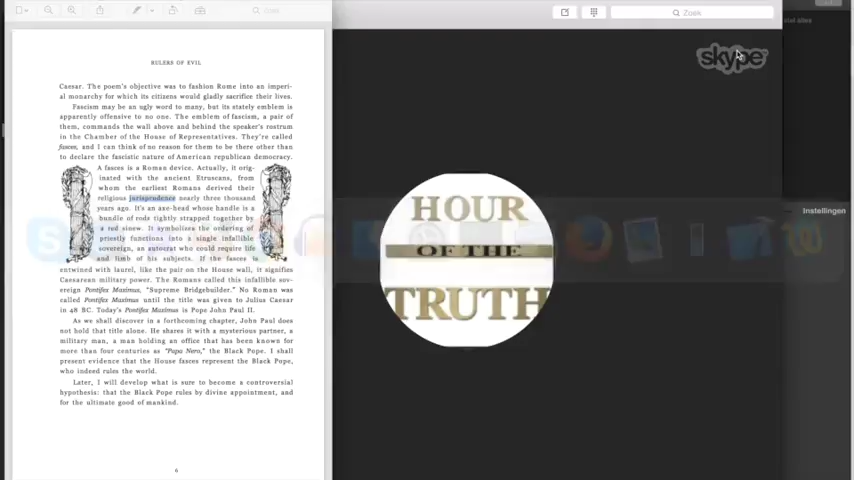 Zoek
RULERS OF EVIL
Caesar. The poem's objective was to fashion Rome into an imperi-
al monarchy for which its citizens would gladly sacrifice their lives.
Fascism may be an ugly word to many, but its stately emblem is
apparently offensive to no one. The emblem of fascism, a pair of
them, commands the wall above and behind the speaker's rostrum
in the Chamber of the House of Representatives. They're called
fasces, and I can think of no reason for them to be there other than
to declare the fascistic nature of American republican democracy.
A fasces is a Roman device. Actually, it orig-
inated with the ancient Etruscans, from
whom the earliest Romans derived their
religious jurisprudence nearly three thousand
years ago. It's an axe-head whose handle is a
bundle of rods tightly strapped together by
a red sinew. It symbolizes the ordering of
priestly functions into a single infallible
sovereign, an autocrat who could require life
and limb of his subjects. If the fasces is
entwined with laurel, like the pair on the House wall, it signifies
Caesarean military power. The Romans called this infallible sov-
ereign Pontifex Maximus, "Supreme Bridgebuilder." No Roman was
called Pontifex Maximus until the title was given to Julius Caesar
in 48 BC. Today's Pontifex Maximus is Pope John Paul II.
As we shall discover in a forthcoming chapter, John Paul does
not hold that title alone. He shares it with a mysterious partner, a
military man, a man holding an office that has been known for
more than four centuries as "Papa Nero," the Black Pope. I shall
present evidence that the House fasces represent the Black Pope,
who indeed rules the world.
Later, I will develop what is sure to become a controversial
hypothesis: that the Black Pope rules by divine appointment, and
for the ultimate good of mankind.
6
Zoek
skype
HOUR
OF THE
TRUTH
Instellingen